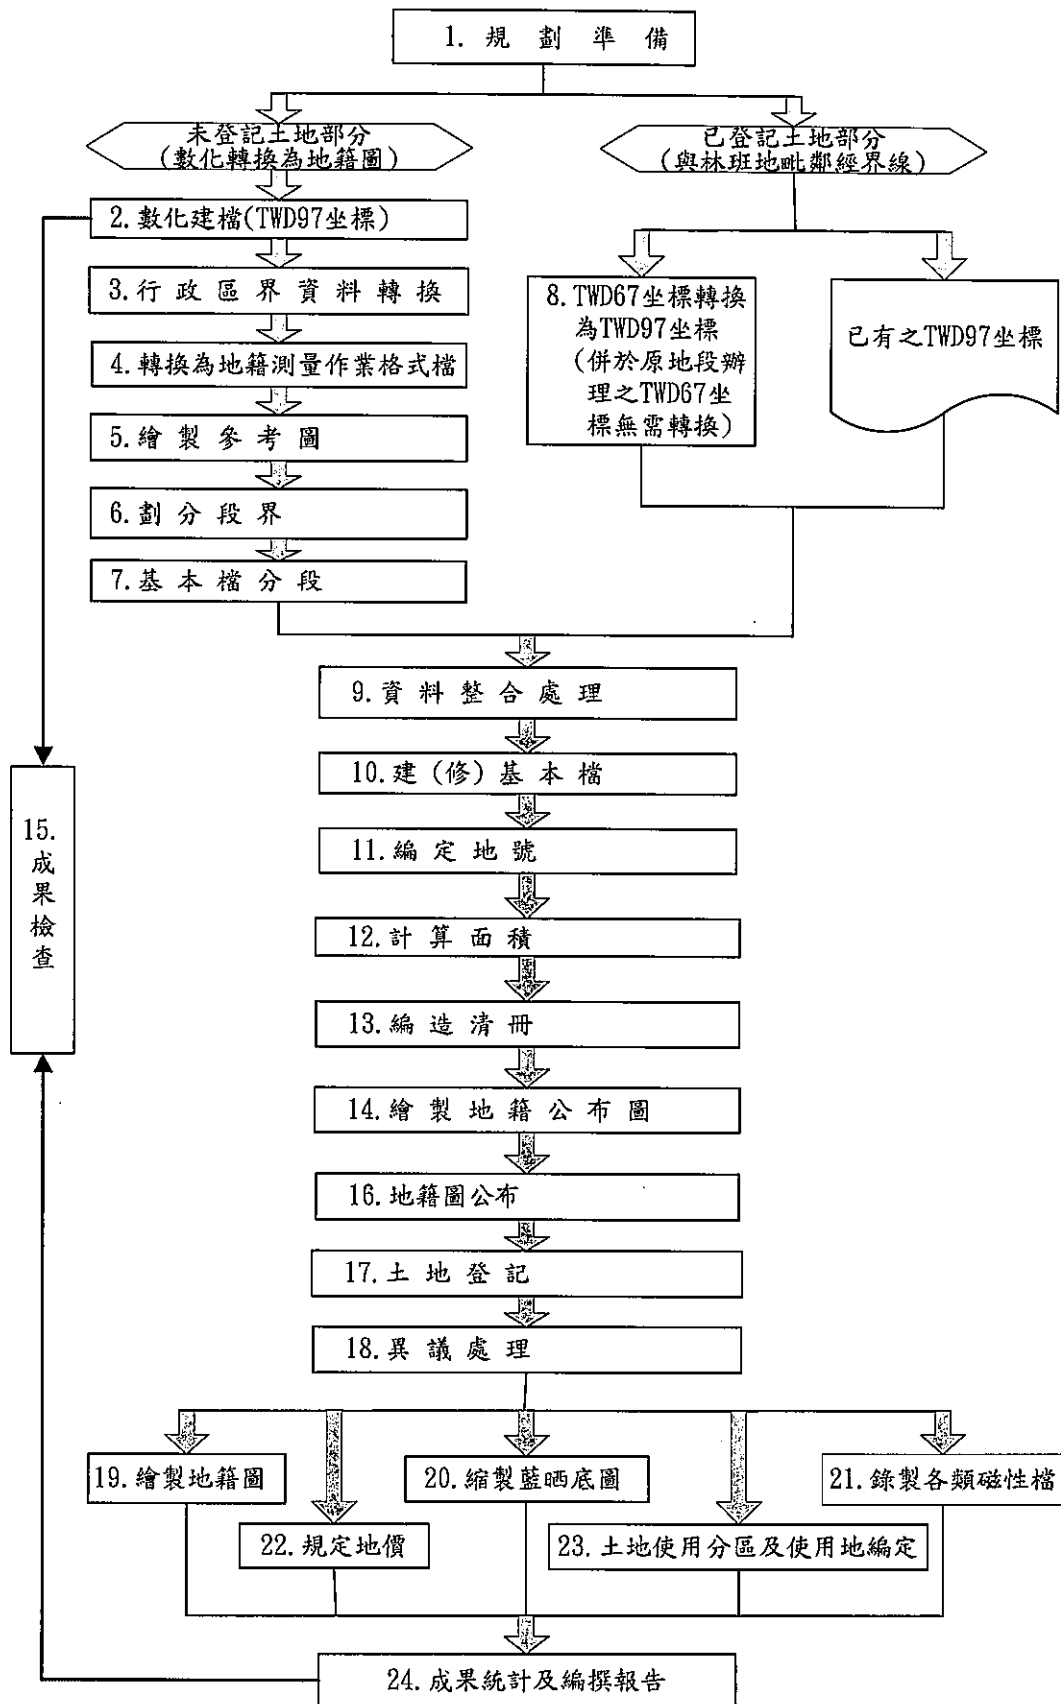 1. 規劃準備
未登記土地部分
(數化轉換為地籍圖)
已登記土地部分
(與林班地毗鄰經界線)
2. 數化建檔(TWD97坐標)
3. 行政區界資料轉換
4. 轉換為地籍測量作業格式檔
5. 繪製參考圖
6. 劃分段界
7. 基本檔分段
8. TWD67坐標轉換
為TWD97坐標
(併於原地段辦
理之TWD67坐
標無需轉換)
已有之TWD97坐標
9. 資料整合處理
10. 建(修)基本檔
11. 編定地號
12. 計算面積
13. 編造清冊
14. 繪製地籍公布圖
15.
成
果
檢
查
16. 地籍圖公布
17. 土地登記
18. 異議處理
19. 繪製地籍圖
20. 縮製藍晒底圖
21. 錄製各類磁性檔
22. 規定地價
23. 土地使用分區及使用地編定
24. 成果統計及編撰報告